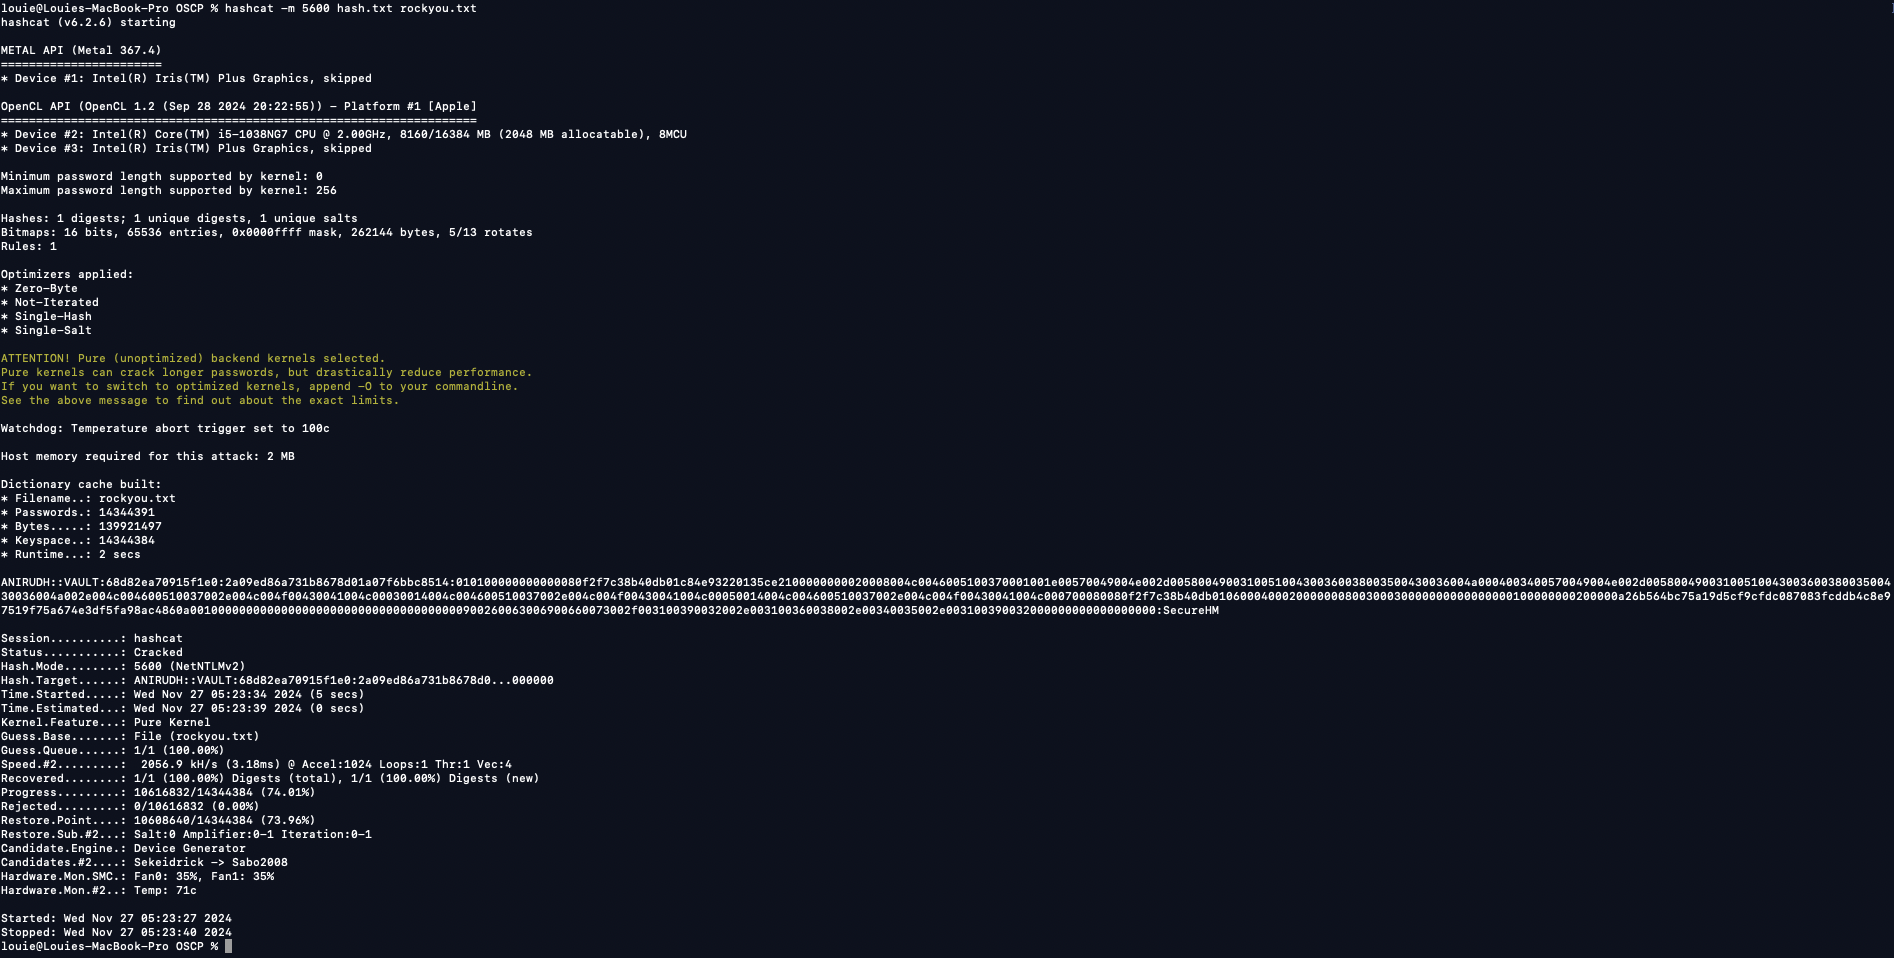 louie@Louies-MacBook-Pro OSCP % hashcat -m 5600 hash.txt rockyou.txt
hashcat (v6.2.6) starting
METAL API (Metal 367.4)
=======================
* Device #1: Intel(R) Iris(TM) Plus Graphics, skipped
OpenCL API (OpenCL 1.2 (Sep 28 2024 20:22:55)) - Platform #1 [Apple]
====================================================================
* Device #2: Intel(R) Core(TM) i5-1038NG7 CPU @ 2.00GHz, 8160/16384 MB (2048 MB allocatable), 8MCU
* Device #3: Intel(R) Iris(TM) Plus Graphics, skipped
Minimum password length supported by kernel: 0
Maximum password length supported by kernel: 256
Hashes: 1 digests; 1 unique digests, 1 unique salts
Bitmaps: 16 bits, 65536 entries, 0x0000ffff mask, 262144 bytes, 5/13 rotates
Rules: 1
Optimizers applied:
* Zero-Byte
* Not-Iterated
* Single-Hash
* Single-Salt
ATTENTION! Pure (unoptimized) backend kernels selected.
Pure kernels can crack longer passwords, but drastically reduce performance.
If you want to switch to optimized kernels, append -O to your commandline.
See the above message to find out about the exact limits.
Watchdog: Temperature abort trigger set to 100c
Host memory required for this attack: 2 MB
Dictionary cache built:
* Filename..: rockyou.txt
* Passwords.: 14344391
* Bytes.....: 139921497
* Keyspace..: 14344384
* Runtime...: 2 secs
ANIRUDH::VAULT:68d82ea70915f1e0:2a09ed86a731b8678d01a07f6bbc8514:
:SecureHM
Session..........: hashcat
Status...........: Cracked
Hash.Mode........: 5600 (NetNTLMv2)
Hash.Target......: ANIRUDH::VAULT:68d82ea70915f1e0:2a09ed86a731b8678d0...000000
Time.Started.....: Wed Nov 27 05:23:34 2024 (5 secs)
Time.Estimated...: Wed Nov 27 05:23:39 2024 (0 secs)
Kernel.Feature...: Pure Kernel
Guess.Base.......: File (rockyou.txt)
Guess.Queue......: 1/1 (100.00%)
Speed.#2.........:  2056.9 kH/s (3.18ms) @ Accel:1024 Loops:1 Thr:1 Vec:4
Recovered........: 1/1 (100.00%) Digests (total), 1/1 (100.00%) Digests (new)
Progress.........: 10616832/14344384 (74.01%)
Rejected.........: 0/10616832 (0.00%)
Restore.Point....: 10608640/14344384 (73.96%)
Restore.Sub.#2...: Salt:0 Amplifier:0-1 Iteration:0-1
Candidate.Engine.: Device Generator
Candidates.#2....: Sekeidrick -> Sabo2008
Hardware.Mon.SMC.: Fan0: 35%, Fan1: 35%
Hardware.Mon.#2..: Temp: 71c
Started: Wed Nov 27 05:23:27 2024
Stopped: Wed Nov 27 05:23:40 2024
louie@Louies-MacBook-Pro OSCP %